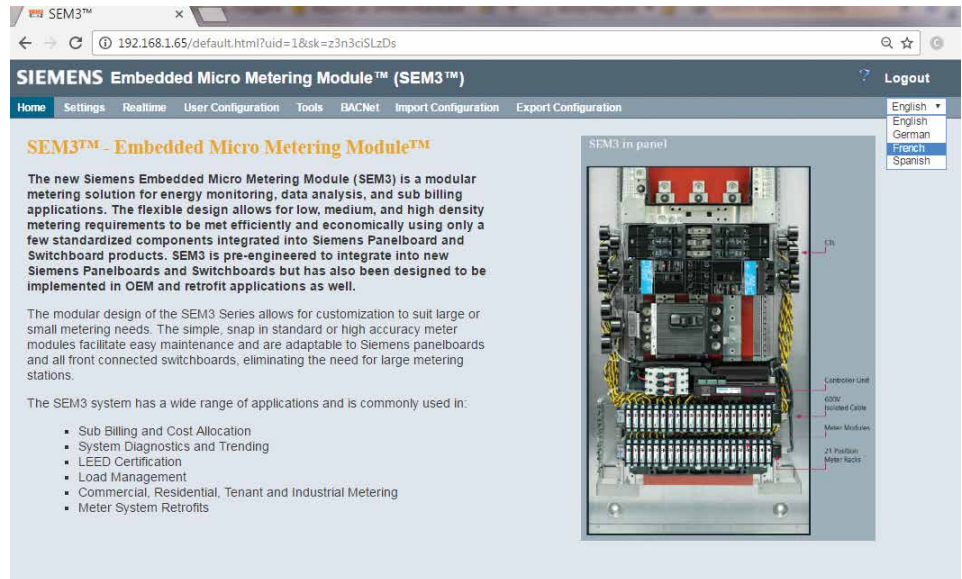 SEM3™
192.168.1.65/default.html?uid=1&sk=z3n3ciSLzDs
SIEMENS Embedded Micro Metering Module™ (SEM3™)
? Logout
Home Settings Realtime User Configuration Tools BACNet Import Configuration Export Configuration
English
English
German
French
Spanish
SEM3™ - Embedded Micro Metering Module™
The new Siemens Embedded Micro Metering Module (SEM3) is a modular
metering solution for energy monitoring, data analysis, and sub billing
applications. The flexible design allows for low, medium, and high density
metering requirements to be met efficiently and economically using only a
few standardized components integrated into Siemens Panelboard and
Switchboard products. SEM3 is pre-engineered to integrate into new
Siemens Panelboards and Switchboards but has also been designed to be
implemented in OEM and retrofit applications as well.
The modular design of the SEM3 Series allows for customization to suit large or
small metering needs. The simple, snap in standard or high accuracy meter
modules facilitate easy maintenance and are adaptable to Siemens panelboards
and all front connected switchboards, eliminating the need for large metering
stations.
The SEM3 system has a wide range of applications and is commonly used in:
Sub Billing and Cost Allocation
System Diagnostics and Trending
LEED Certification
Load Management
Commercial, Residential, Tenant and Industrial Metering
Meter System Retrofits
SEM3 in panel
CTs
Controller Unit
600V
Isolated Cable
Meter Modules
21 Position
Meter Racks